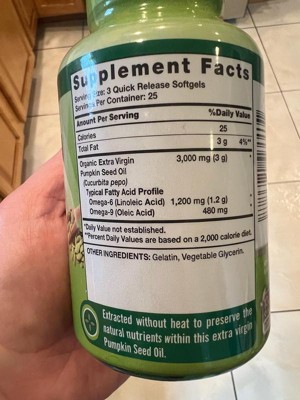 Supplement Facts
Serving Size: 3 Quick Release Softgels
Servings Per Container: 25
Amount Per Serving %Daily Value
Calories 25
Total Fat 3 g 4%**
Organic Extra Virgin 3,000 mg (3 g) *
Pumpkin Seed Oil
(Cucurbita pepo)
Typical Fatty Acid Profile
Omega-6 (Linoleic Acid) 1,200 mg (1.2 g) *
Omega-9 (Oleic Acid) 480 mg *
*Daily Value not established.
**Percent Daily Values are based on a 2,000 calorie diet.
OTHER INGREDIENTS: Gelatin, Vegetable Glycerin.
Extracted without heat to preserve the
natural nutrients within this extra virgin
Pumpkin Seed Oil.